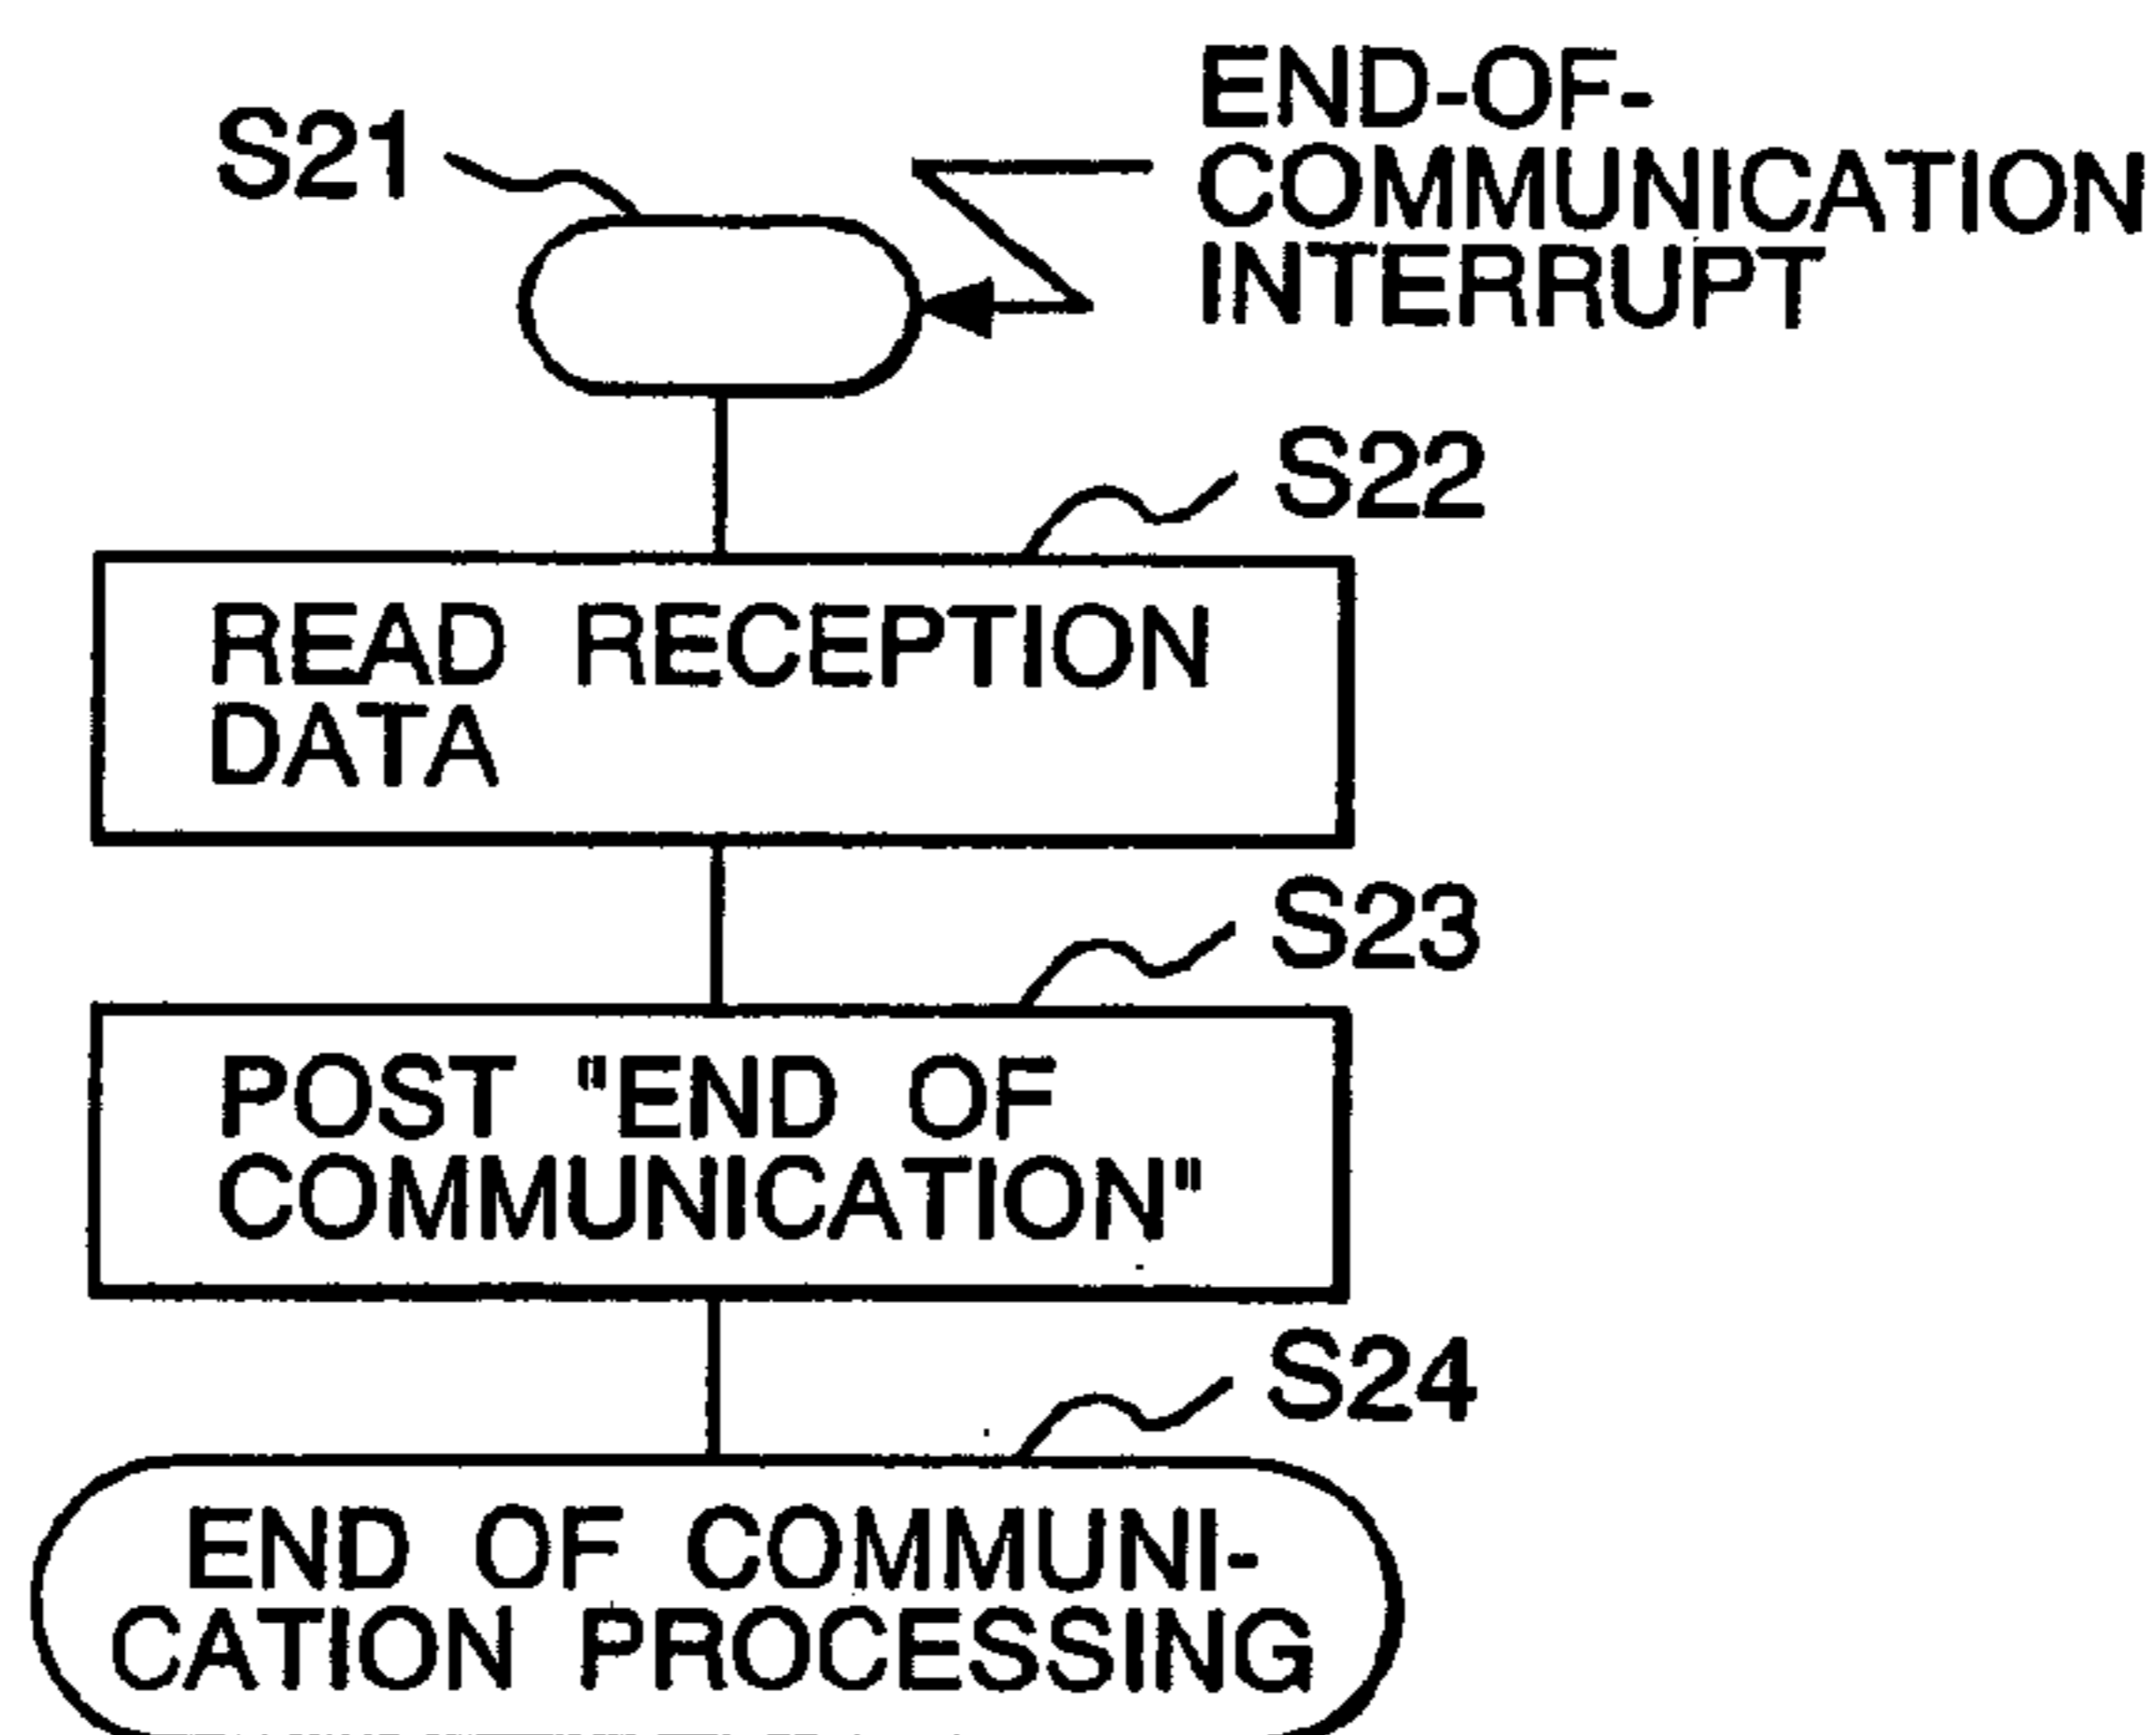 END-OF-
S21
COMMUNICATION
INTERRUPT
S22
READ RECEPTION
DATA
S23
POST "END OF
COMMUNICATION"
S24
END OF COMMUNI-
CATION PROCESSING